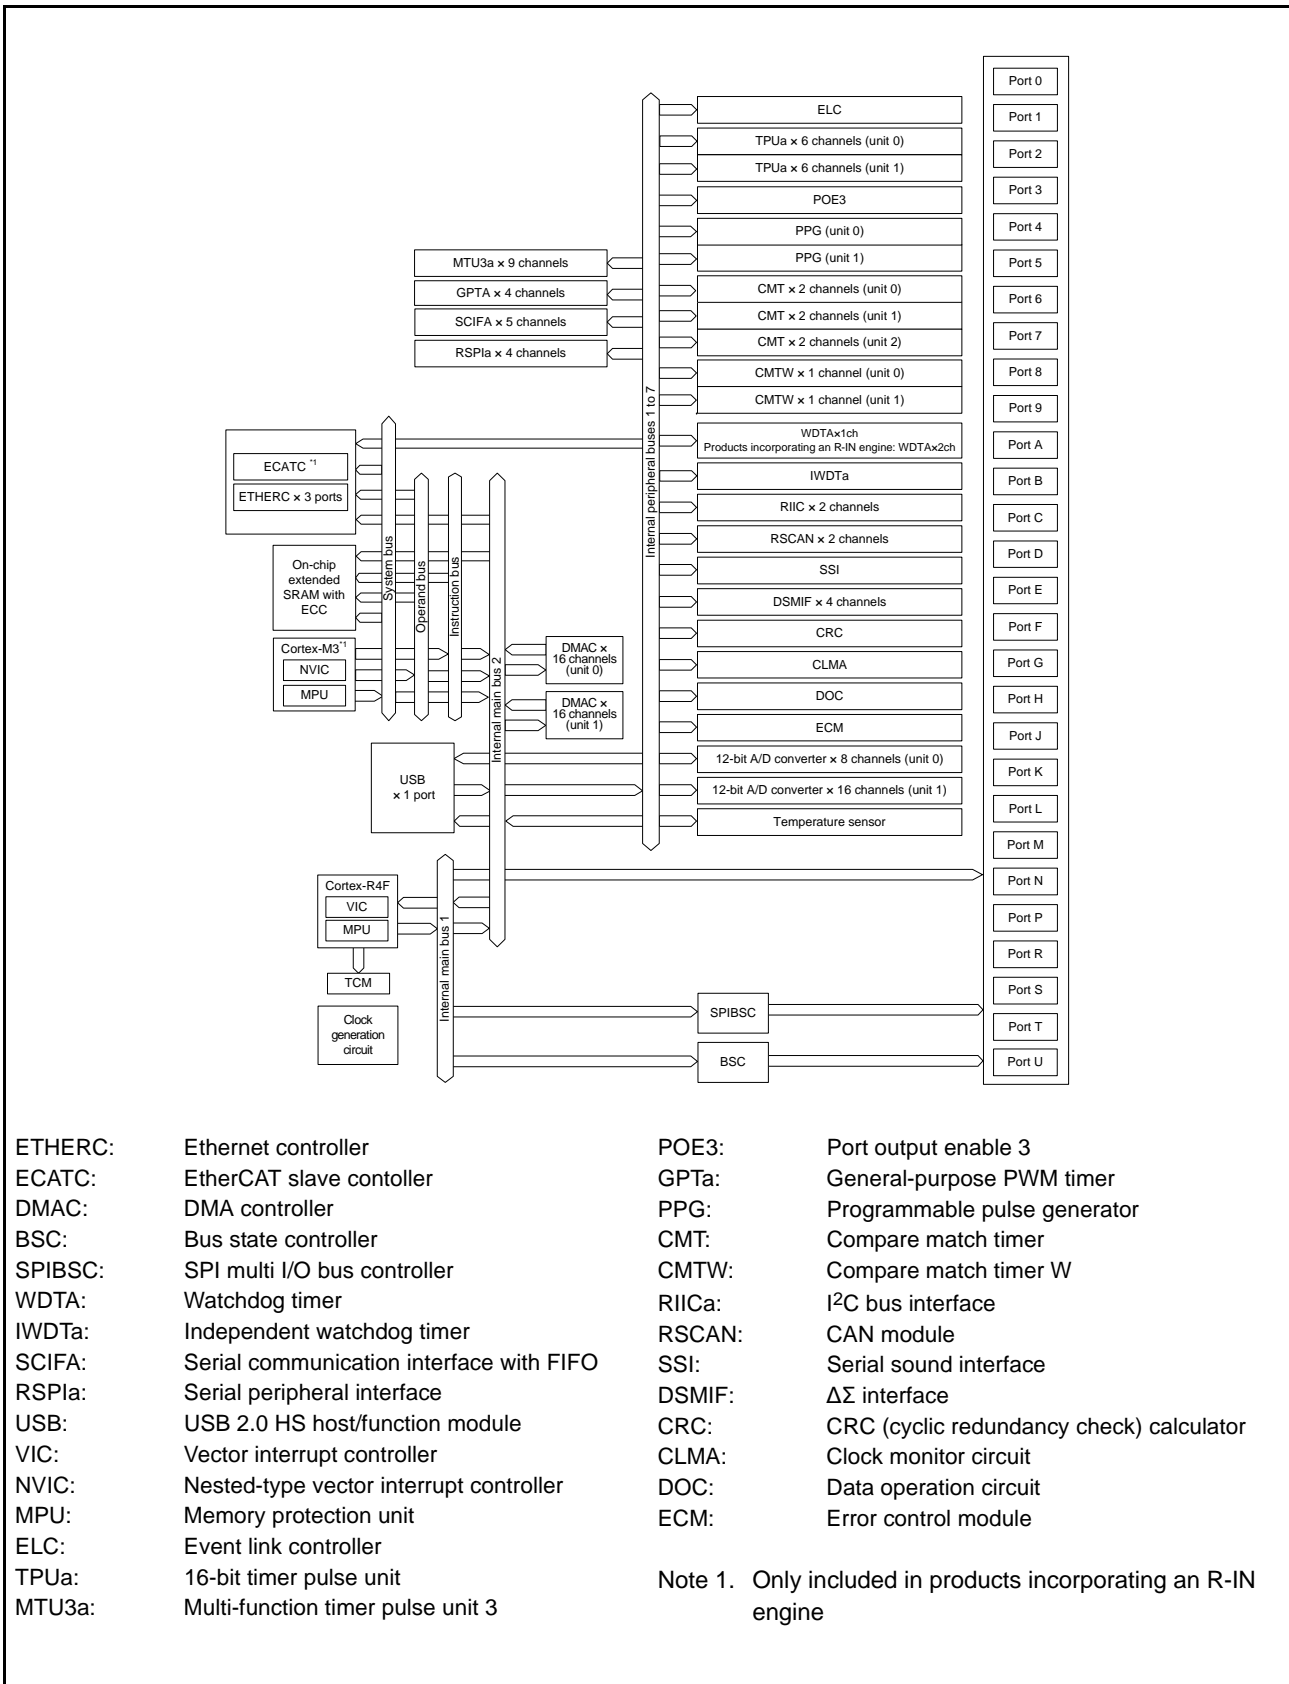 Port 0
Port 1
Port 2
Port 3
Port 4
Port 5
Port 6
Port 7
Port 8
Port 9
Port A
Port B
Port C
Port D
Port E
Port F
Port G
Port H
Port J
Port K
Port L
Port M
Port N
Port P
Port R
Port S
Port T
Port U
ELC
TPUa × 6 channels (unit 0)
TPUa × 6 channels (unit 1)
POE3
PPG (unit 0)
PPG (unit 1)
CMT × 2 channels (unit 0)
CMT × 2 channels (unit 1)
CMT × 2 channels (unit 2)
CMTW × 1 channel (unit 0)
CMTW × 1 channel (unit 1)
WDTA×1ch
Products incorporating an R-IN engine: WDTA×2ch
IWDTa
RIIC × 2 channels
RSCAN × 2 channels
SSI
DSMIF × 4 channels
CRC
CLMA
DOC
ECM
12-bit A/D converter × 8 channels (unit 0)
12-bit A/D converter × 16 channels (unit 1)
Temperature sensor
Internal peripheral buses 1 to 7
MTU3a × 9 channels
GPTA × 4 channels
SCIFA × 5 channels
RSPIa × 4 channels
ECATC *1
ETHERC × 3 ports
On-chip
extended
SRAM with
ECC
Cortex-M3*1
NVIC
MPU
System bus
Operand bus
Instruction bus
Internal main bus 2
DMAC ×
16 channels
(unit 0)
DMAC ×
16 channels
(unit 1)
USB
× 1 port
Cortex-R4F
VIC
MPU
TCM
Internal main bus 1
Clock
generation
circuit
SPIBSC
BSC
ETHERC: Ethernet controller
ECATC: EtherCAT slave contoller
DMAC: DMA controller
BSC: Bus state controller
SPIBSC: SPI multi I/O bus controller
WDTA: Watchdog timer
IWDTa: Independent watchdog timer
SCIFA: Serial communication interface with FIFO
RSPIa: Serial peripheral interface
USB: USB 2.0 HS host/function module
VIC: Vector interrupt controller
NVIC: Nested-type vector interrupt controller
MPU: Memory protection unit
ELC: Event link controller
TPUa: 16-bit timer pulse unit
MTU3a: Multi-function timer pulse unit 3
POE3: Port output enable 3
GPTa: General-purpose PWM timer
PPG: Programmable pulse generator
CMT: Compare match timer
CMTW: Compare match timer W
RIICa: I2C bus interface
RSCAN: CAN module
SSI: Serial sound interface
DSMIF: ΔΣ interface
CRC: CRC (cyclic redundancy check) calculator
CLMA: Clock monitor circuit
DOC: Data operation circuit
ECM: Error control module
Note 1. Only included in products incorporating an R-IN
engine